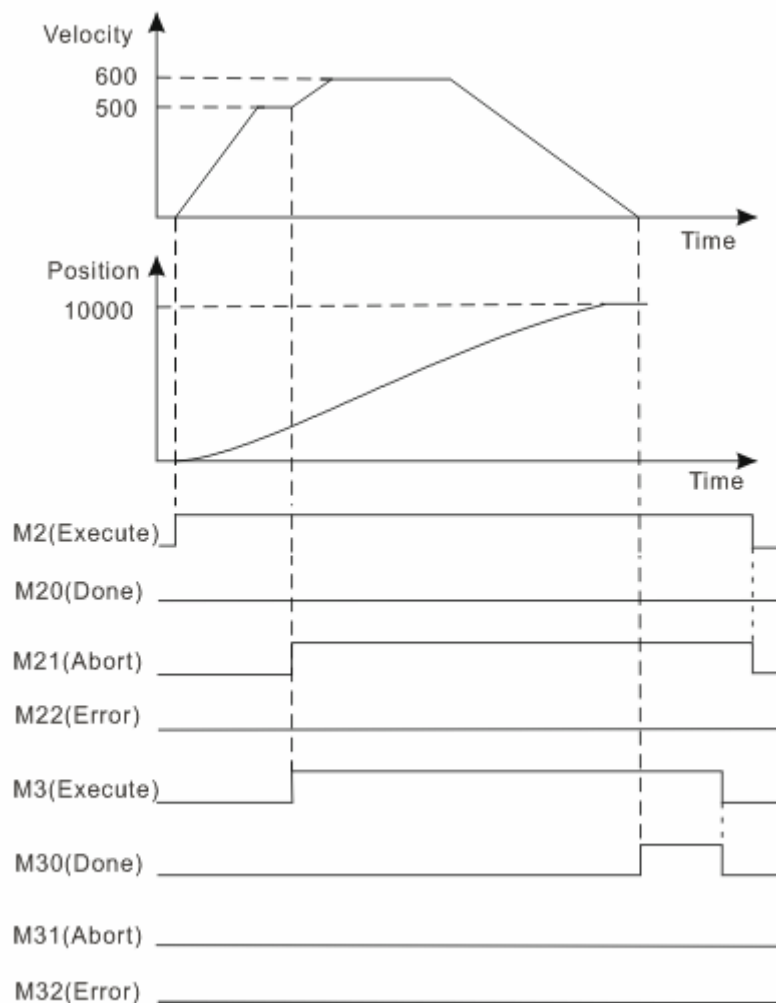 Velocity
600
500
Time
Position
10000
Time
M2(Execute)
M20(Done)
M21(Abort)
M22(Error)
M3(Execute)
M30(Done)
M31(Abort)
M32(Error)